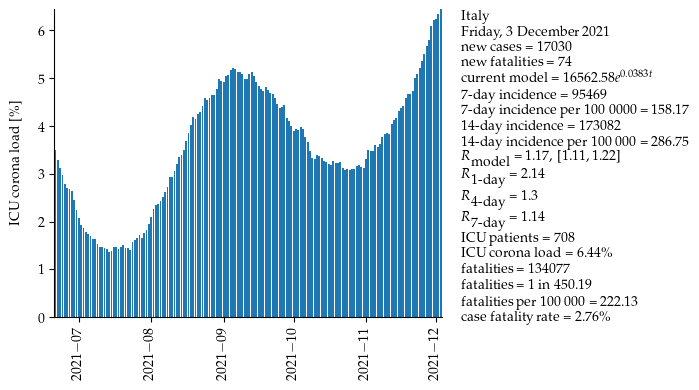 ICU corona load [%]
6
5
4
3
2
1
0
2021−07
2021−08
2021−09
2021−10
2021−11
2021−12
Italy
Friday, 3 December 2021
new cases = 17030
new fatalities = 74
current model = 16562.58e^0.0383t
7-day incidence = 95469
7-day incidence per 100 0000 = 158.17
14-day incidence = 173082
14-day incidence per 100 000 = 286.75
R_model = 1.17, [1.11, 1.22]
R_1-day = 2.14
R_4-day = 1.3
R_7-day = 1.14
ICU patients = 708
ICU corona load = 6.44%
fatalities = 134077
fatalities = 1 in 450.19
fatalities per 100 000 = 222.13
case fatality rate = 2.76%